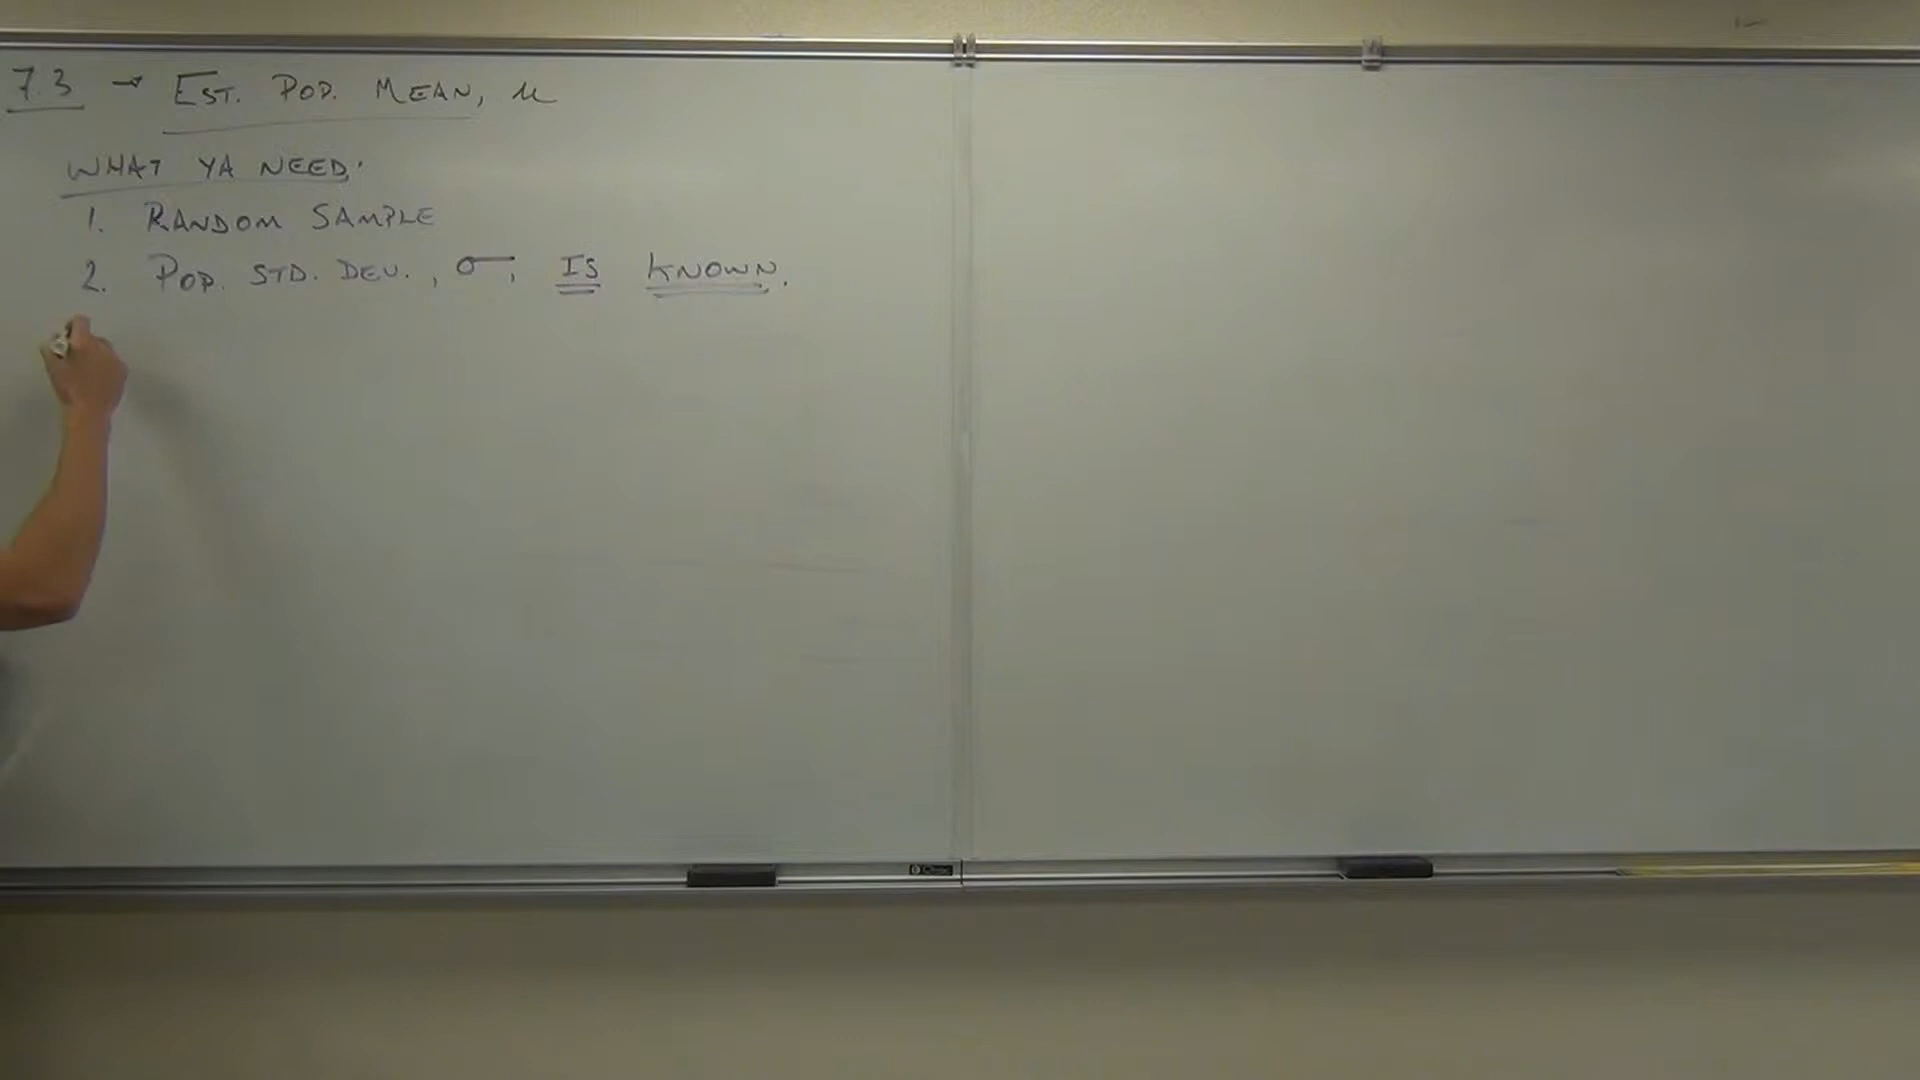 7.3 → EST. POP. MEAN, μ
WHAT YA NEED:
1. RANDOM SAMPLE
2. POP. STD. DEV., σ, IS KNOWN.